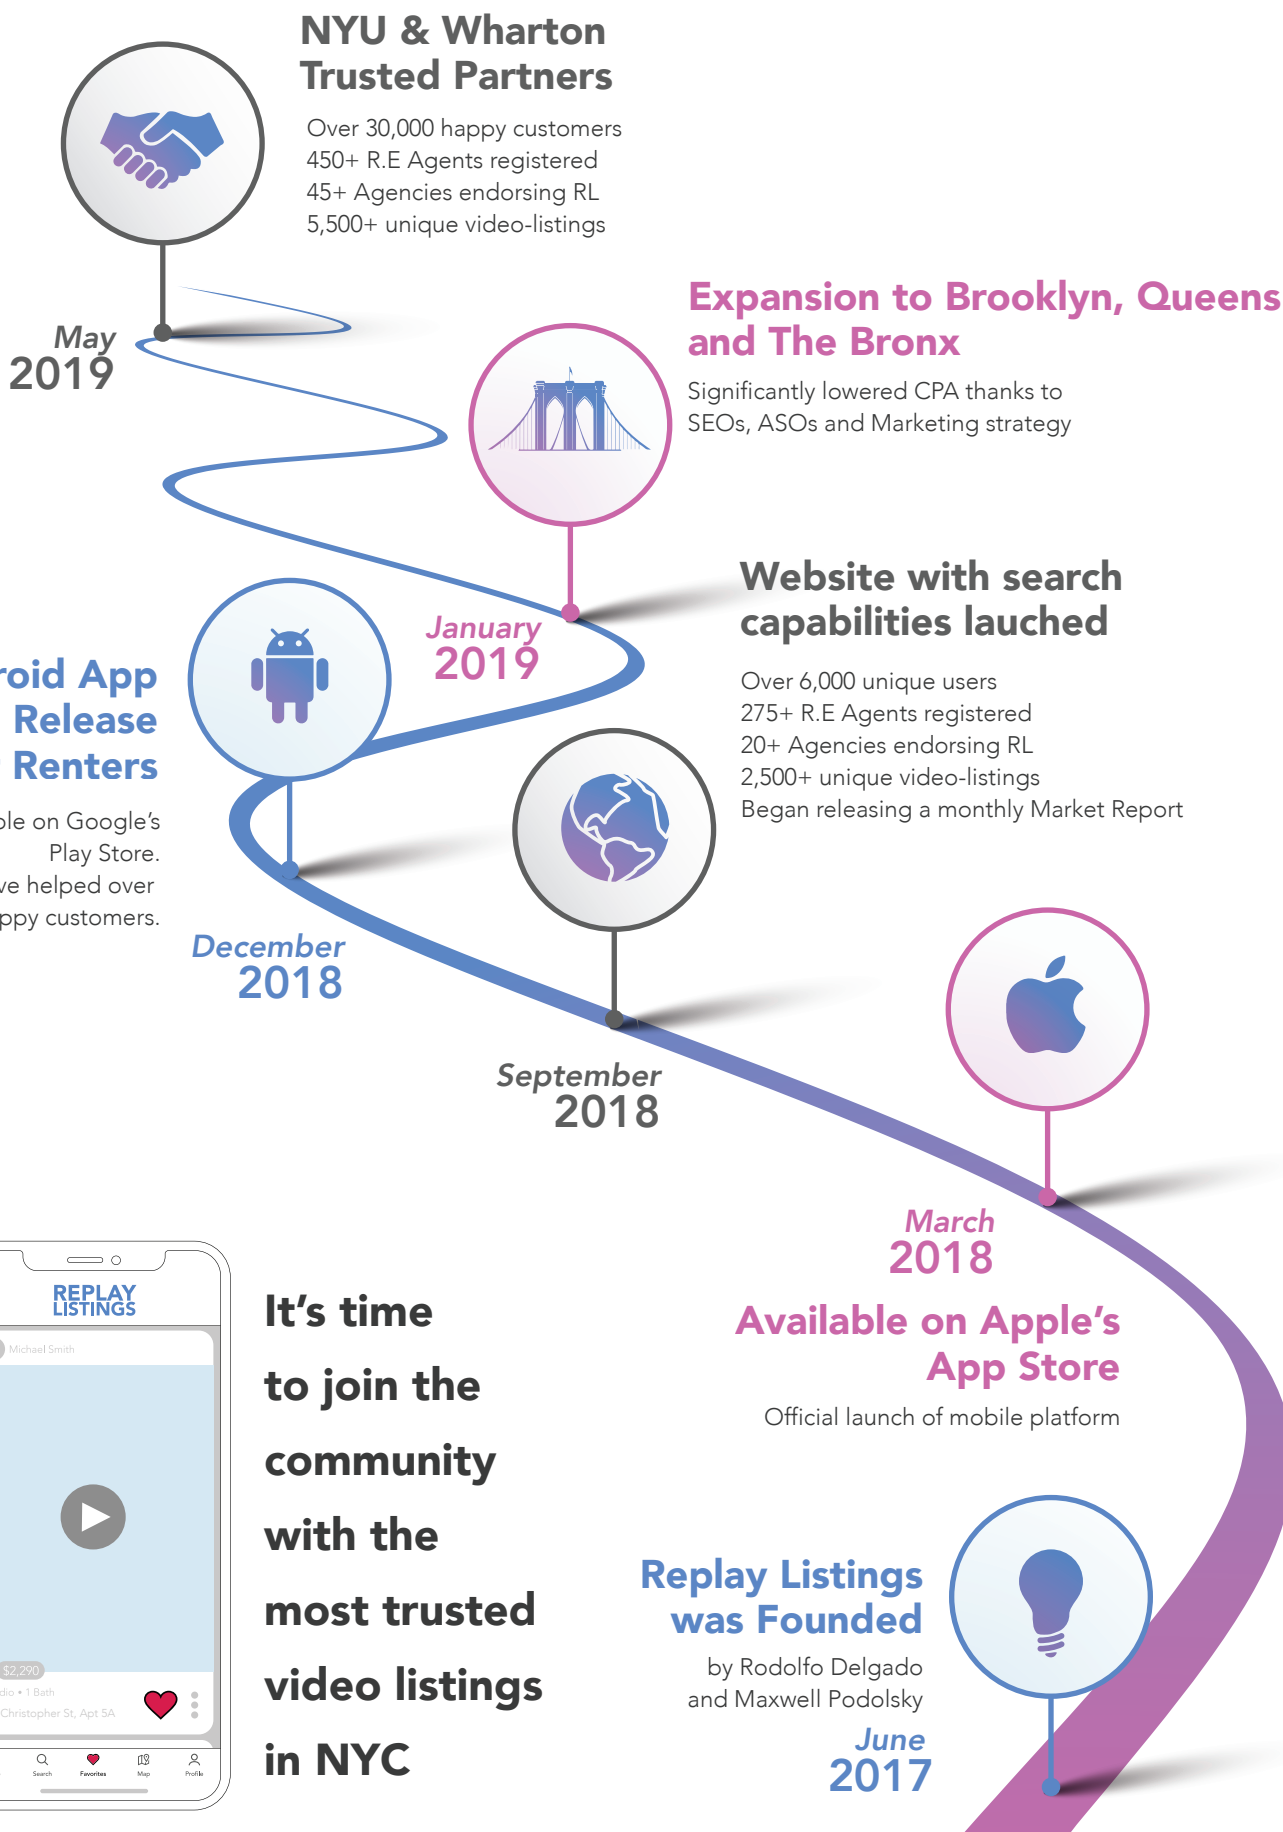 NYU & Wharton
Trusted Partners
Over 30,000 happy customers
450+ R.E Agents registered
45+ Agencies endorsing RL
5,500+ unique video-listings
May
2019
Expansion to Brooklyn, Queens
and The Bronx
Significantly lowered CPA thanks to
SEOs, ASOs and Marketing strategy
January
2019
Website with search
capabilities lauched
Over 6,000 unique users
275+ R.E Agents registered
20+ Agencies endorsing RL
2,500+ unique video-listings
Began releasing a monthly Market Report
App
Release
Renters
on Google's
Play Store.
helped over
customers.
December
2018
September
2018
March
2018
Available on Apple's
App Store
Official launch of mobile platform
REPLAY
LISTINGS
Michael Smith
$2,290
• 1 Bath
Christopher St, Apt 5A
Search
Favorites
Map
Profile
It's time
to join the
community
with the
most trusted
video listings
in NYC
Replay Listings
was Founded
by Rodolfo Delgado
and Maxwell Podolsky
June
2017